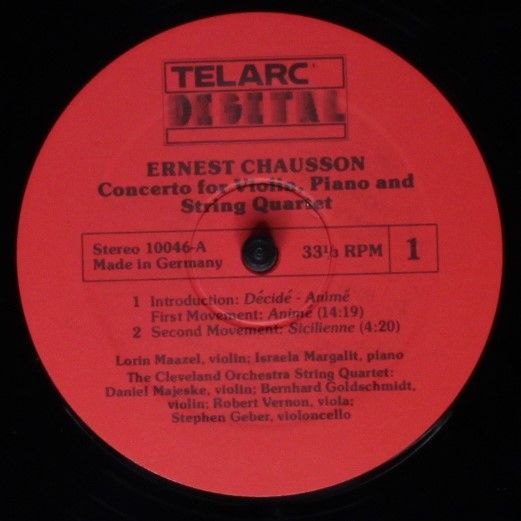 TELARC
DIGITAL
ERNEST CHAUSSON
Concerto for Violin, Piano and
String Quartet
Stereo 10046-A
Made in Germany
33⅓ RPM
1
1 Introduction: Décidé - Animé
First Movement: Animé (14:19)
2 Second Movement: Sicilienne (4:20)
Lorin Maazel, violin; Israela Margalit, piano
The Cleveland Orchestra String Quartet:
Daniel Majeske, violin; Bernhard Goldschmidt,
violin; Robert Vernon, viola;
Stephen Geber, violoncello